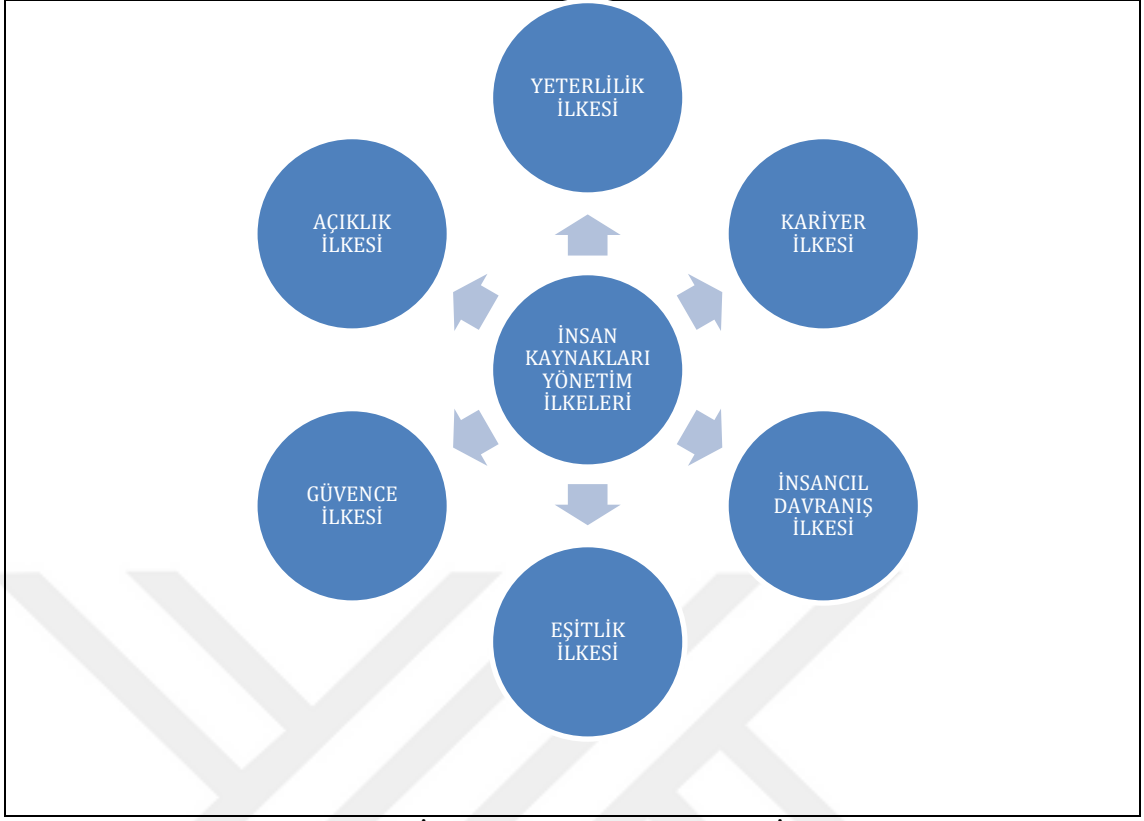 YETERLİLİK
İLKESİ
AÇIKLIK
İLKESİ
KARİYER
İLKESİ
İNSAN
KAYNAKLARI
YÖNETİM
İLKELERİ
GÜVENCE
İLKESİ
İNSANCIL
DAVRANIŞ
İLKESİ
EŞİTLİK
İLKESİ